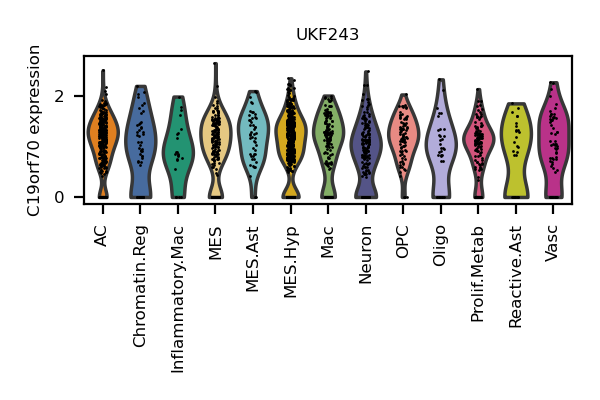 UKF243
C19orf70 expression
2
0
AC
Chromatin.Reg
Inflammatory.Mac
MES
MES.Ast
MES.Hyp
Mac
Neuron
OPC
Oligo
Prolif.Metab
Reactive.Ast
Vasc